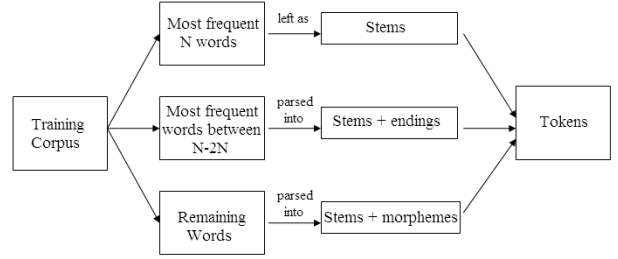 Training
Corpus
Most frequent
N words
left as
Stems
Most frequent
words between
N-2N
parsed
into
Stems + endings
Remaining
Words
parsed
into
Stems + morphemes
Tokens